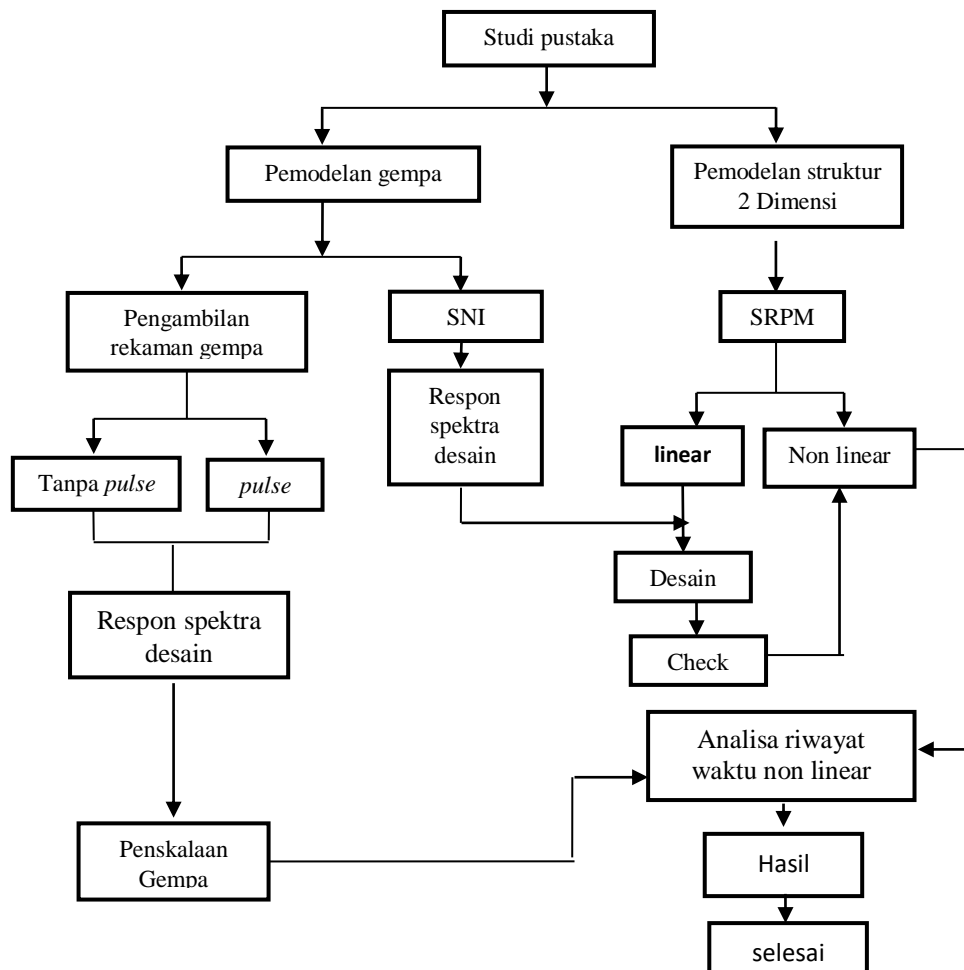 Studi pustaka
Pemodelan gempa
Pemodelan struktur
2 Dimensi
Pengambilan
rekaman gempa
SNI
SRPM
Respon
spektra
desain
linear
Non linear
Tanpa pulse
pulse
Desain
Respon spektra
desain
Check
Analisa riwayat
waktu non linear
Penskalaan
Gempa
Hasil
selesai